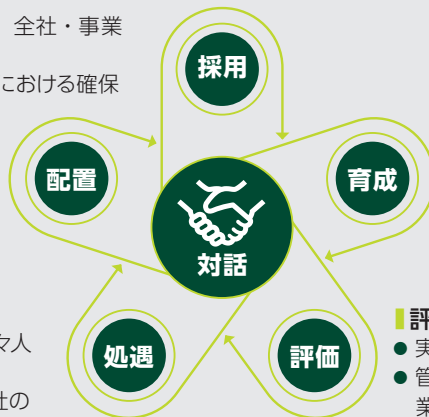 全社・事業
における確保
採用
配置
育成
対話
処遇
評価
々人
社の
評
● 実
● 管
業